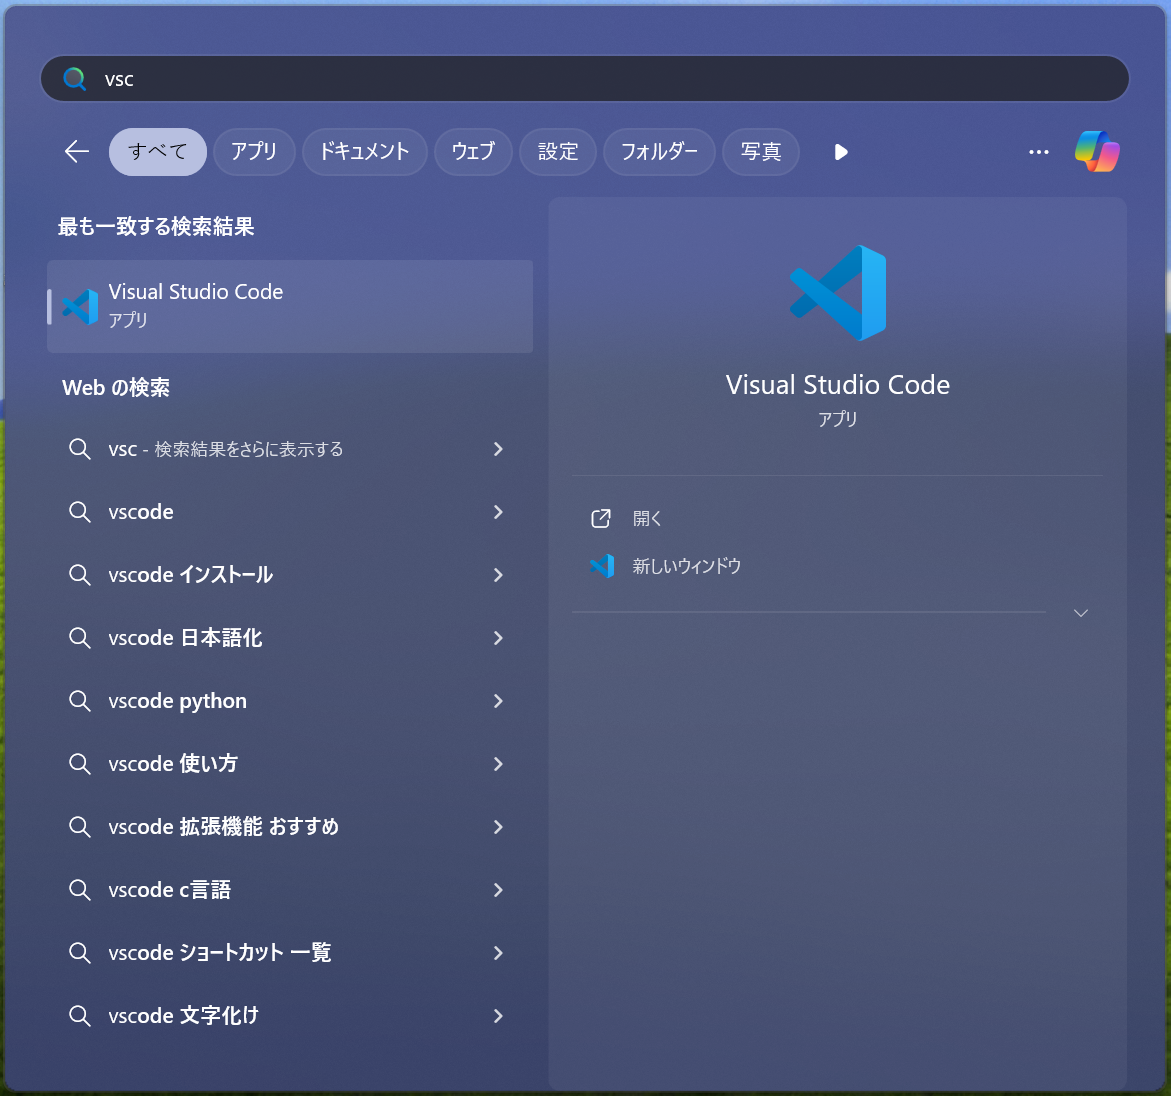 vsc
すべて アプリ ドキュメント ウェブ 設定 フォルダー 写真
最も一致する検索結果
Visual Studio Code
アプリ
Web の検索
vsc - 検索結果をさらに表示する
vscode
vscode インストール
vscode 日本語化
vscode python
vscode 使い方
vscode 拡張機能 おすすめ
vscode c言語
vscode ショートカット 一覧
vscode 文字化け
Visual Studio Code
アプリ
開く
新しいウィンドウ